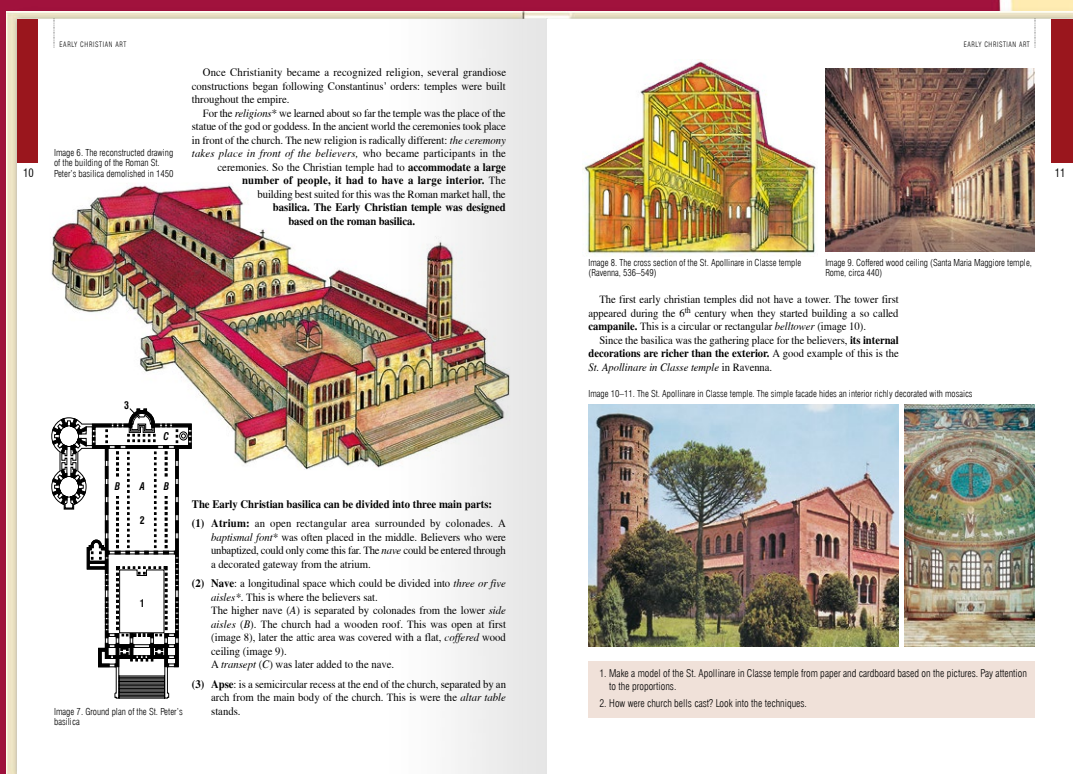 EARLY CHRISTIAN ART
Once Christianity became a recognized religion, several grandiose
constructions began following Constantinus’ orders: temples were built
throughout the empire.
For the religions* we learned about so far the temple was the place of the
statue of the god or goddess. In the ancient world the ceremonies took place
in front of the church. The new religion is radically different: the ceremony
takes place in front of the believers, who became participants in the
ceremonies. So the Christian temple had to accommodate a large
number of people, it had to have a large interior. The
building best suited for this was the Roman market hall, the
basilica. The Early Christian temple was designed
based on the roman basilica.
Image 6. The reconstructed drawing
of the building of the Roman St.
Peter’s basilica demolished in 1450
10
3
C
B
A
B
2
1
Image 7. Ground plan of the St. Peter’s
basilica
The Early Christian basilica can be divided into three main parts:
(1) Atrium: an open rectangular area surrounded by colonades. A
baptismal font* was often placed in the middle. Believers who were
unbaptized, could only come this far. The nave could be entered through
a decorated gateway from the atrium.
(2) Nave: a longitudinal space which could be divided into three or five
aisles*. This is where the believers sat.
The higher nave (A) is separated by colonades from the lower side
aisles (B). The church had a wooden roof. This was open at first
(image 8), later the attic area was covered with a flat, coffered wood
ceiling (image 9).
A transept (C) was later added to the nave.
(3) Apse: is a semicircular recess at the end of the church, separated by an
arch from the main body of the church. This is were the altar table
stands.
EARLY CHRISTIAN ART
11
Image 8. The cross section of the St. Apollinare in Classe temple
(Ravenna, 536–549)
Image 9. Coffered wood ceiling (Santa Maria Maggiore temple,
Rome, circa 440)
The first early christian temples did not have a tower. The tower first
appeared during the 6th century when they started building a so called
campanile. This is a circular or rectangular belltower (image 10).
Since the basilica was the gathering place for the believers, its internal
decorations are richer than the exterior. A good example of this is the
St. Apollinare in Classe temple in Ravenna.
Image 10–11. The St. Apollinare in Classe temple. The simple facade hides an interior richly decorated with mosaics
1. Make a model of the St. Apollinare in Classe temple from paper and cardboard based on the pictures. Pay attention
to the proportions.
2. How were church bells cast? Look into the techniques.